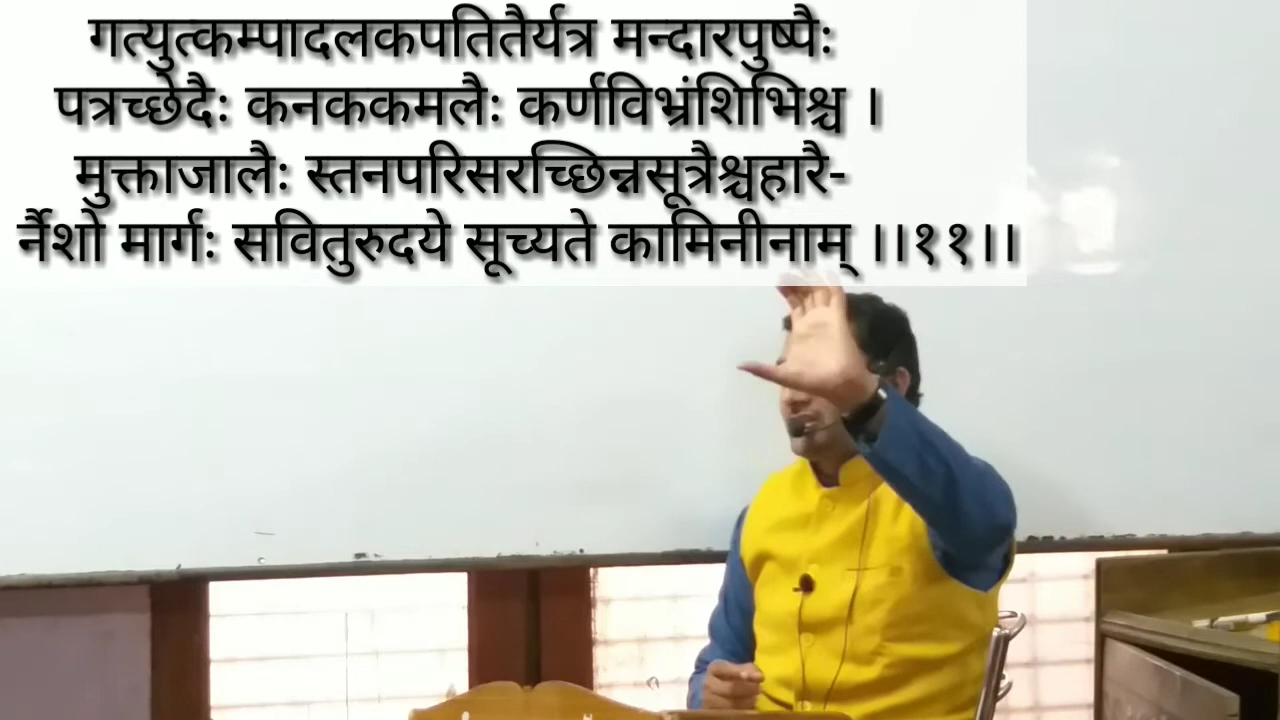 गत्युत्कम्पादलकपतितैर्यत्र मन्दारपुष्पैः
पत्रच्छेदैः कनककमलैः कर्णविभ्रंशिभिश्च ।
मुक्ताजालैः स्तनपरिसरच्छिन्नसूत्रैश्चहारै-
र्नैशो मार्गः सवितुरुदये सूच्यते कामिनीनाम् ।।११।।